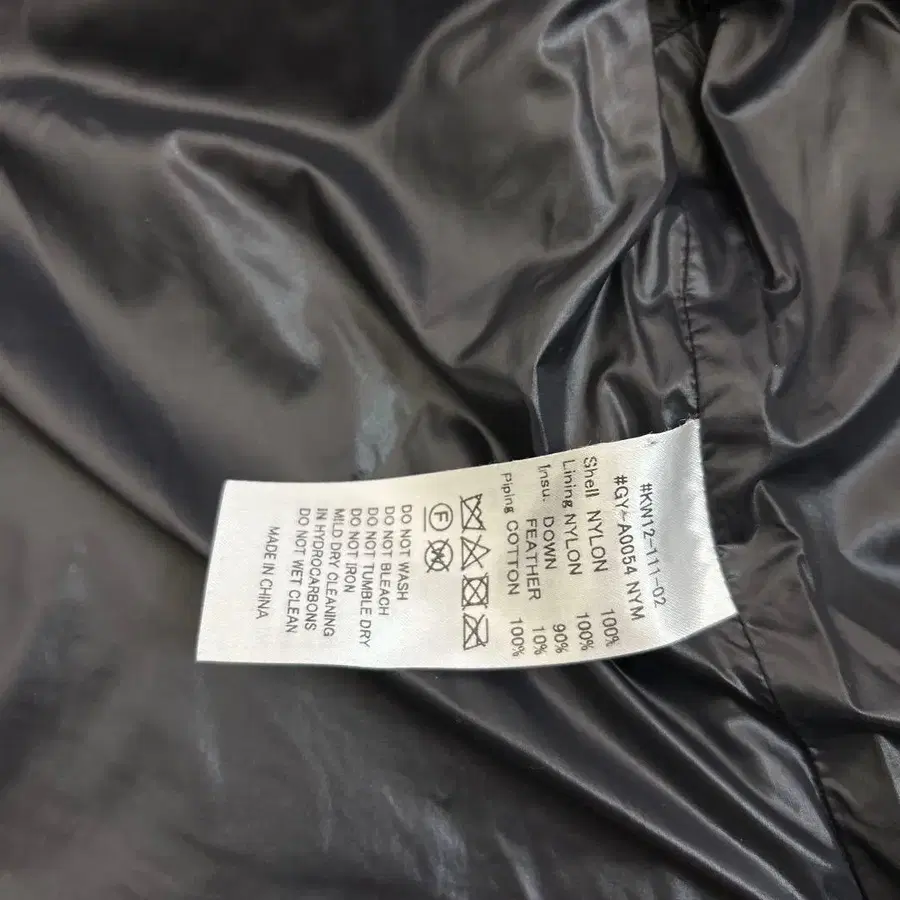 #KW12-111-02
#GY-A0054 NYM
Shell NYLON 100%
Lining NYLON 100%
Insu. DOWN 90%
FEATHER 10%
Piping COTTON 100%
F W
DO NOT WASH
DO NOT BLEACH
DO NOT TUMBLE DRY
DO NOT IRON
MILD DRY CLEANING
IN HYDROCARBONS
DO NOT WET CLEAN
MADE IN CHINA